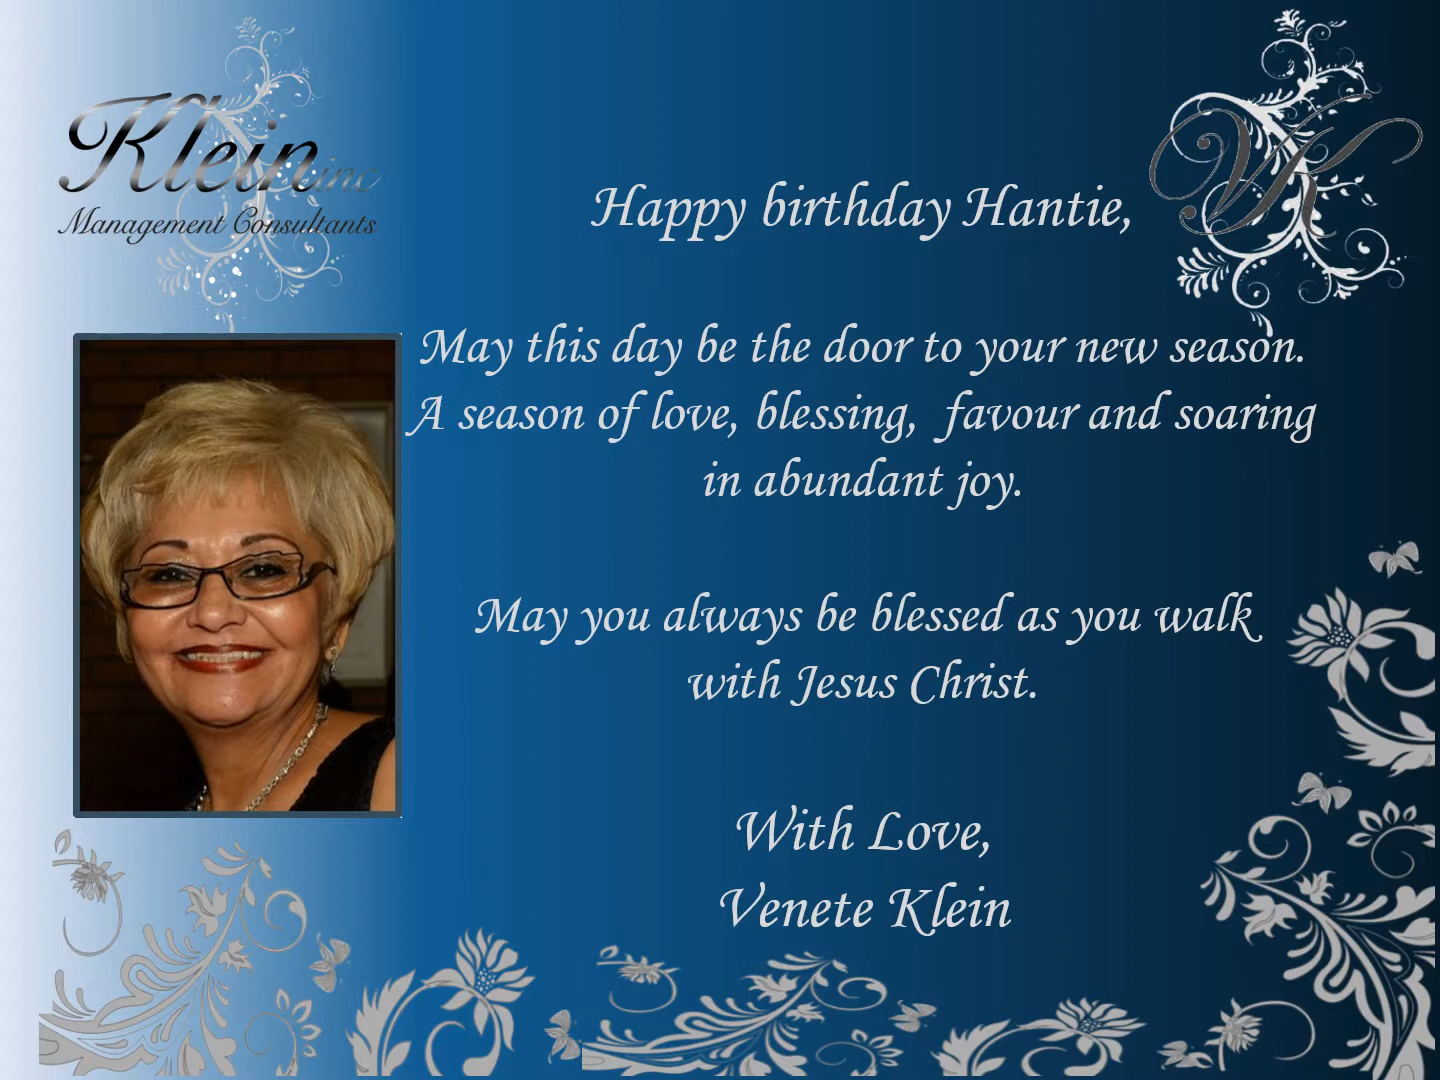 Klein inc
Management Consultants
VK
Happy birthday Hantie,
May this day be the door to your new season.
A season of love, blessing, favour and soaring
in abundant joy.
May you always be blessed as you walk
with Jesus Christ.
With Love,
Venete Klein